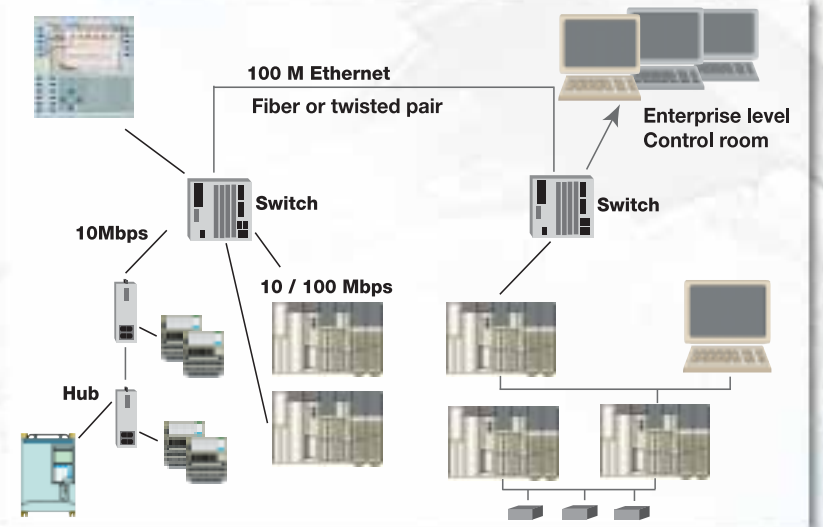 100 M Ethernet
Fiber or twisted pair
Enterprise level
Control room
Switch
Switch
10Mbps
10 / 100 Mbps
Hub